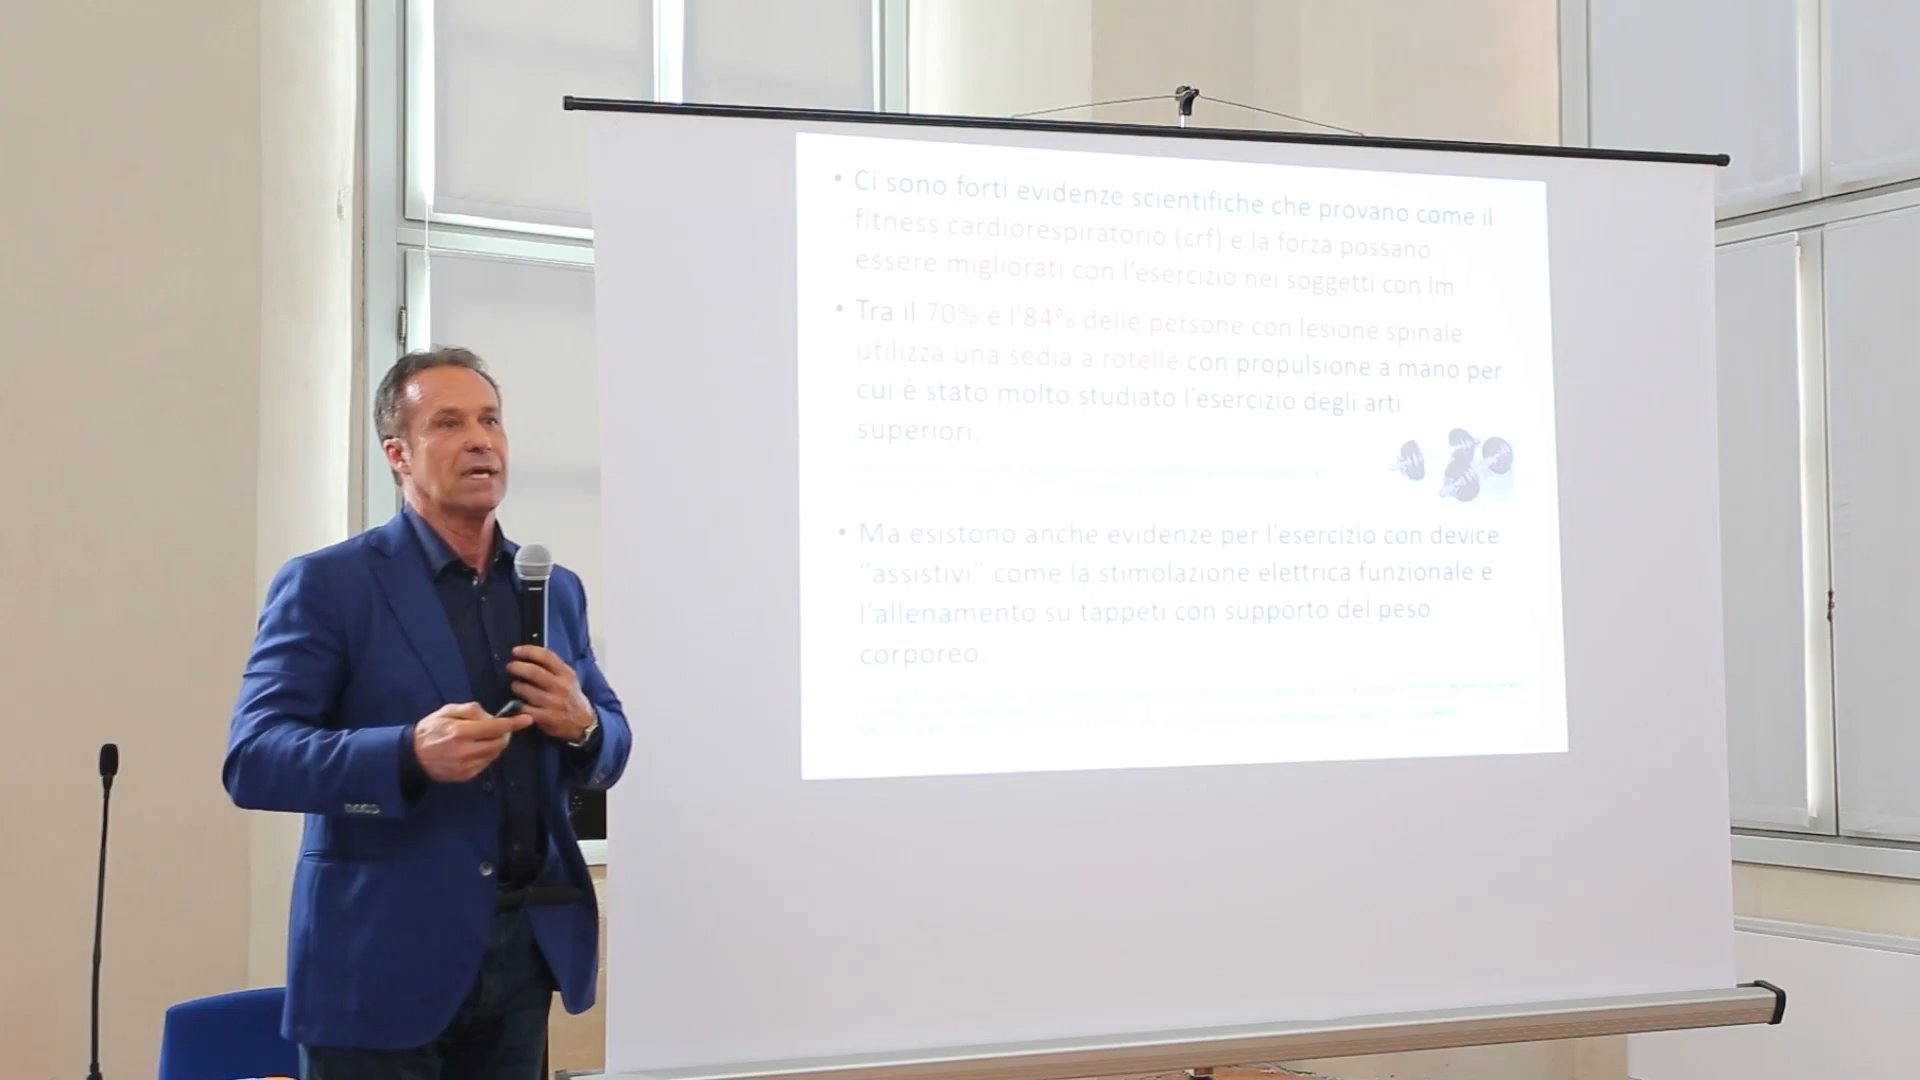 • Ci sono forti evidenze scientifiche che provano come il
fitness cardiorespiratorio (crf) e la forza possano
essere migliorati con l'esercizio nei soggetti con lm
• Tra il 70% e l'84% delle persone con lesione spinale
utilizza una sedia a rotelle con propulsione a mano per
cui è stato molto studiato l'esercizio degli arti
superiori.
• Ma esistono anche evidenze per l'esercizio con device
“assistivi” come la stimolazione elettrica funzionale e
l'allenamento su tappeti con supporto del peso
corporeo.